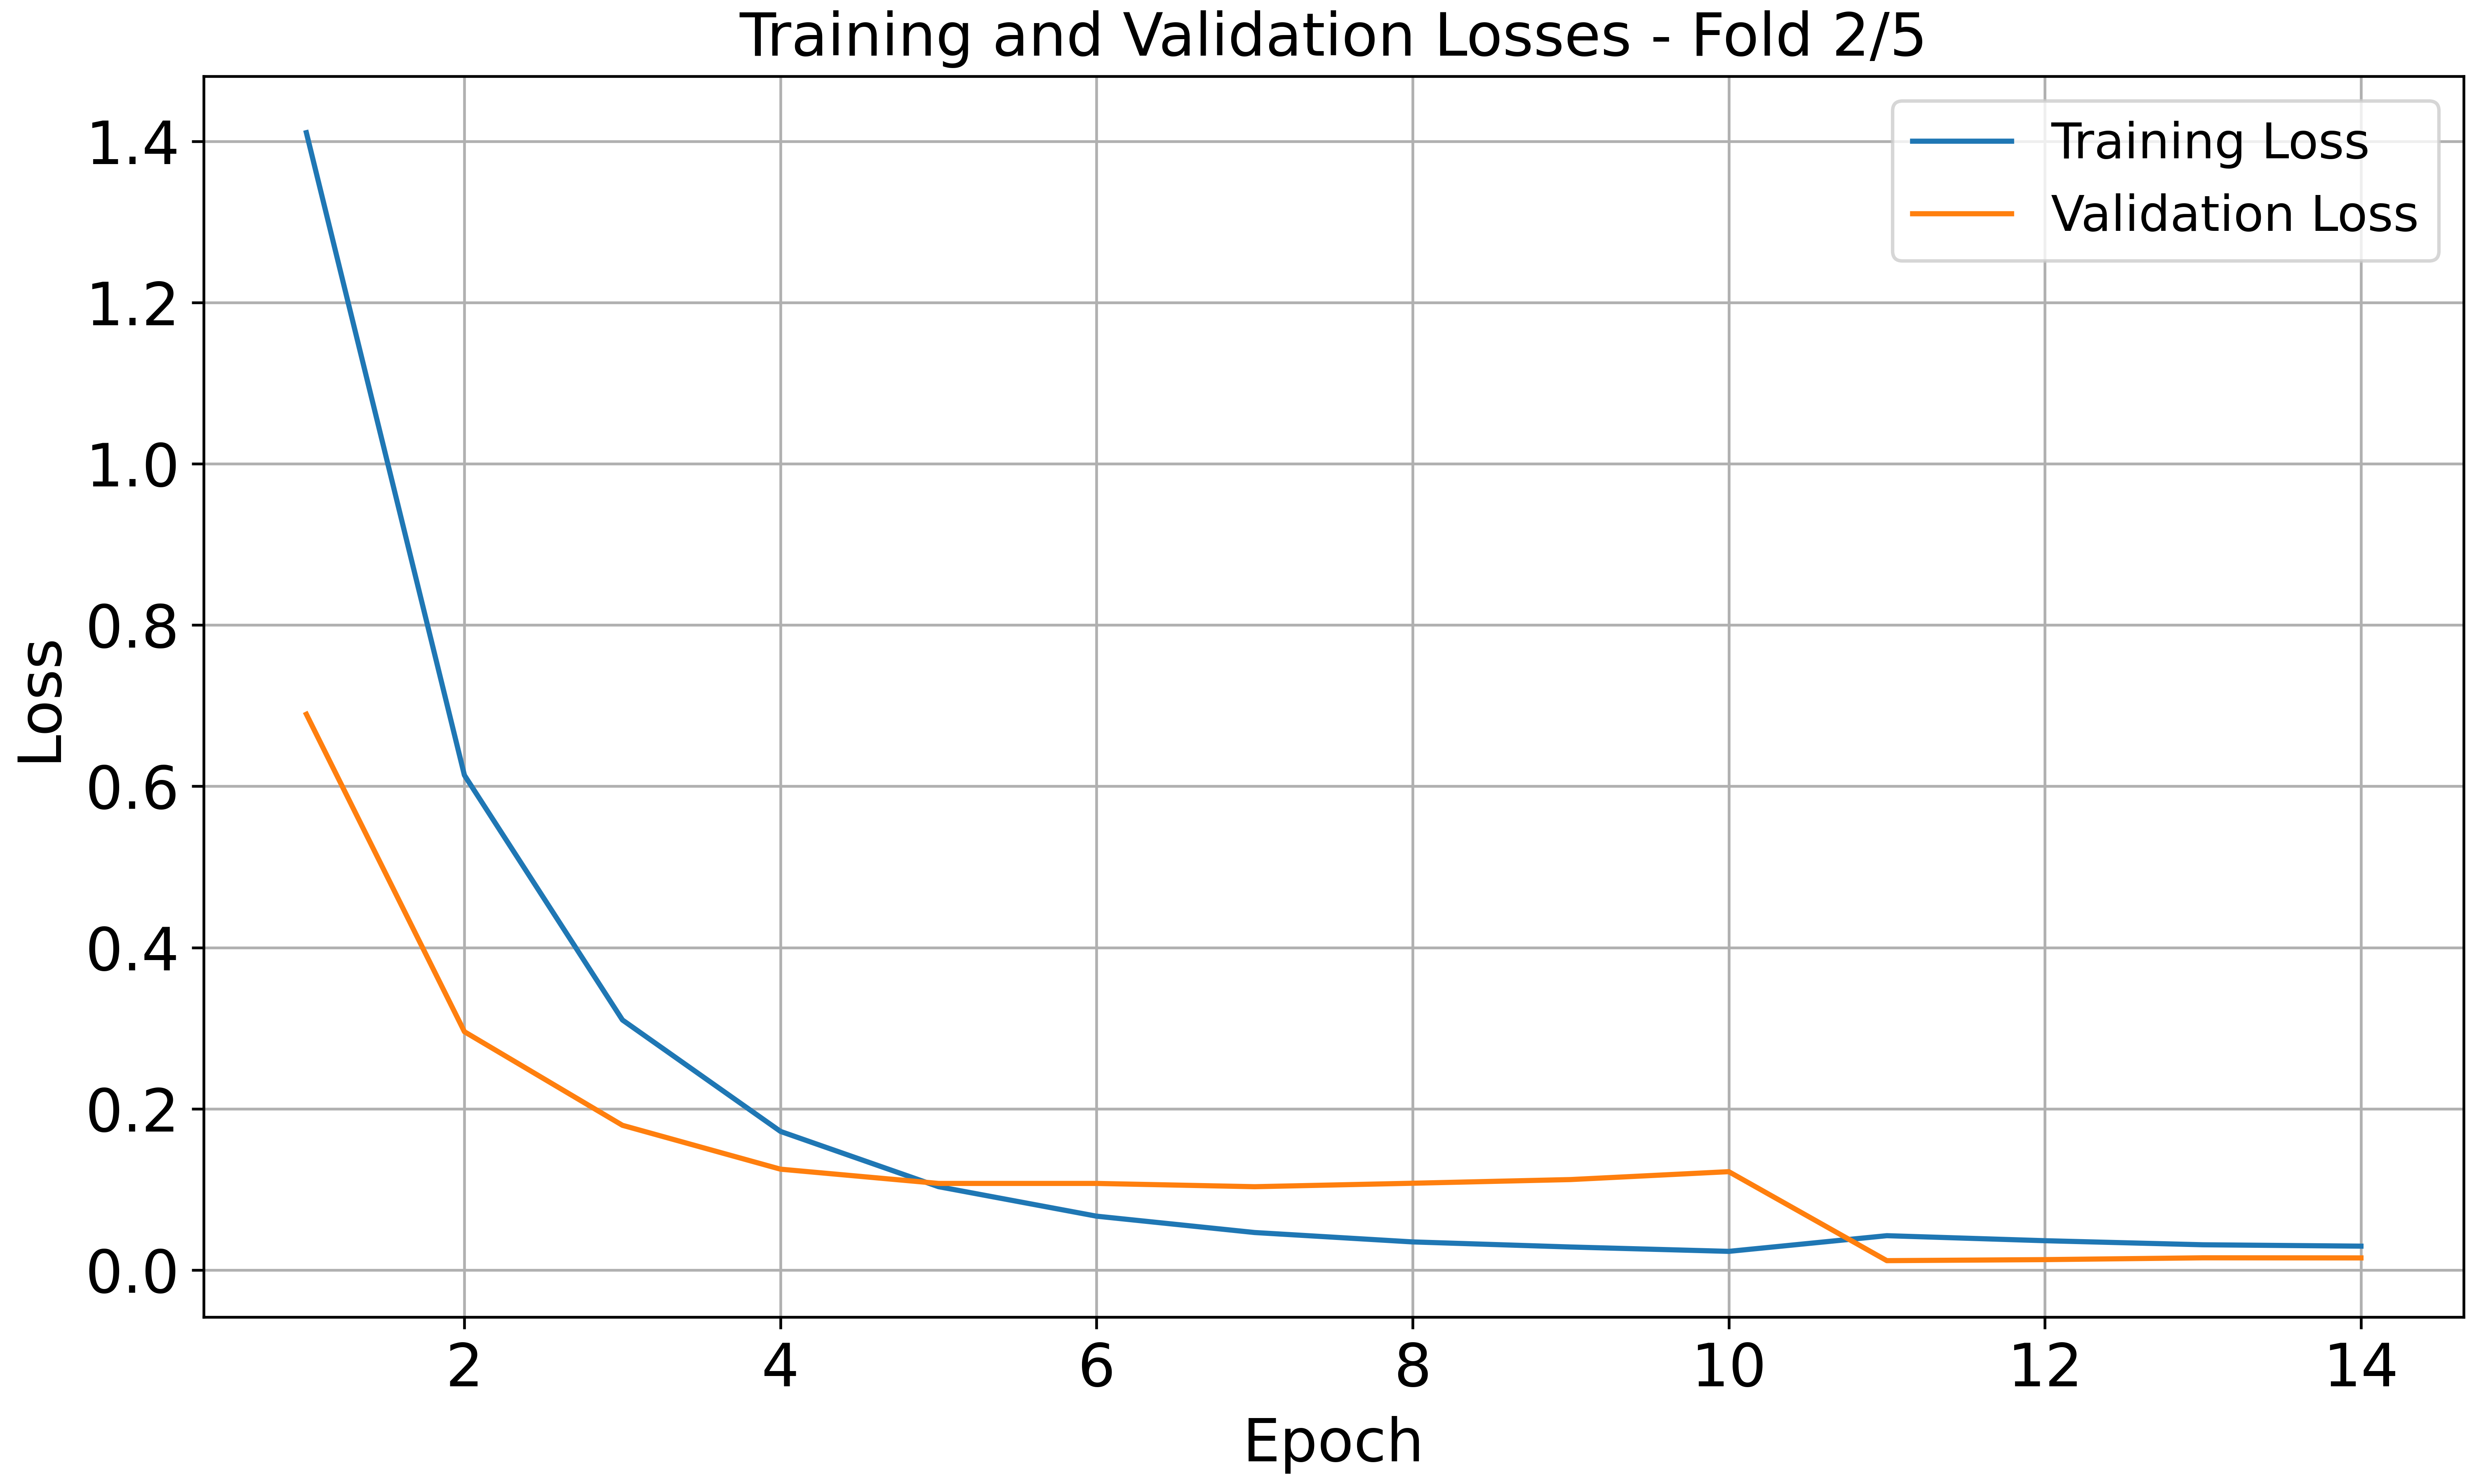 Training and Validation Losses - Fold 2/5
Training Loss
Validation Loss
1.4
1.2
1.0
0.8
0.6
0.4
0.2
0.0
Loss
2 4 6 8 10 12 14
Epoch